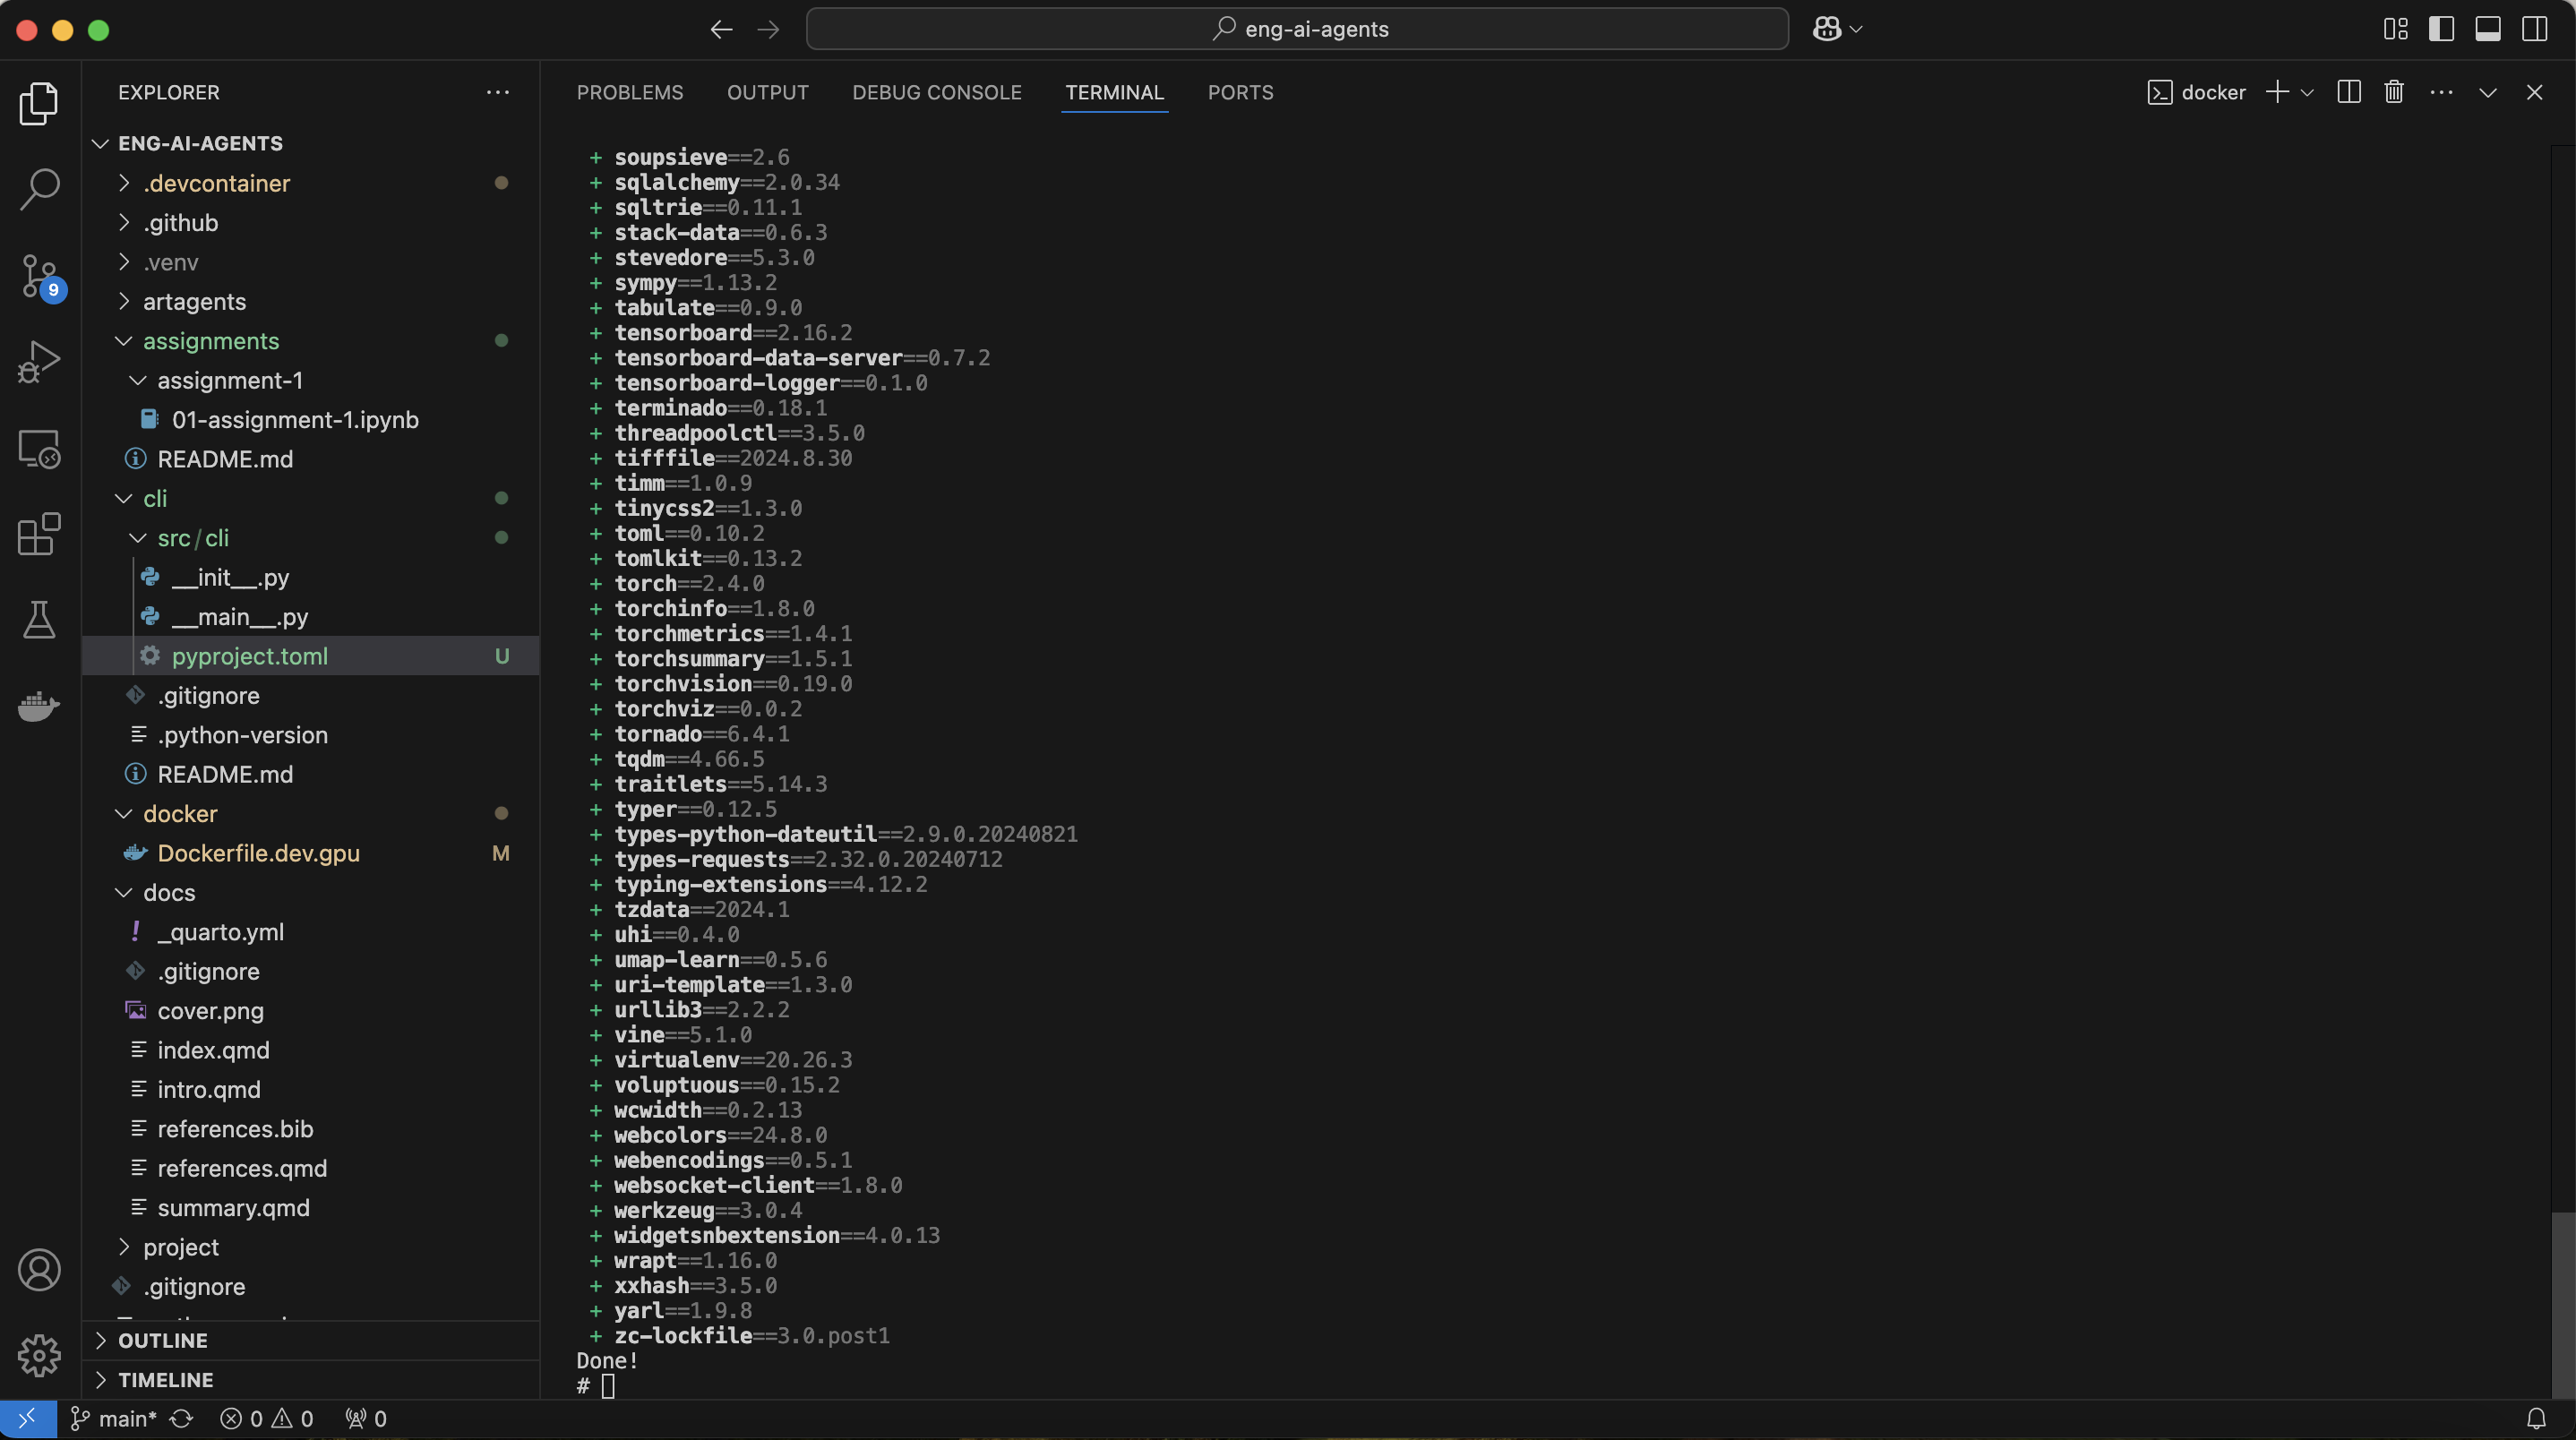 eng-ai-agents
EXPLORER
ENG-AI-AGENTS
.devcontainer
.github
.venv
artagents
assignments
assignment-1
01-assignment-1.ipynb
README.md
cli
src/cli
__init__.py
__main__.py
pyproject.toml U
.gitignore
.python-version
README.md
docker
Dockerfile.dev.gpu M
docs
_quarto.yml
.gitignore
cover.png
index.qmd
intro.qmd
references.bib
references.qmd
summary.qmd
project
.gitignore
OUTLINE
TIMELINE
9
PROBLEMS OUTPUT DEBUG CONSOLE TERMINAL PORTS
docker
+ soupsieve==2.6
+ sqlalchemy==2.0.34
+ sqltrie==0.11.1
+ stack-data==0.6.3
+ stevedore==5.3.0
+ sympy==1.13.2
+ tabulate==0.9.0
+ tensorboard==2.16.2
+ tensorboard-data-server==0.7.2
+ tensorboard-logger==0.1.0
+ terminado==0.18.1
+ threadpoolctl==3.5.0
+ tifffile==2024.8.30
+ timm==1.0.9
+ tinycss2==1.3.0
+ toml==0.10.2
+ tomlkit==0.13.2
+ torch==2.4.0
+ torchinfo==1.8.0
+ torchmetrics==1.4.1
+ torchsummary==1.5.1
+ torchvision==0.19.0
+ torchviz==0.0.2
+ tornado==6.4.1
+ tqdm==4.66.5
+ traitlets==5.14.3
+ typer==0.12.5
+ types-python-dateutil==2.9.0.20240821
+ types-requests==2.32.0.20240712
+ typing-extensions==4.12.2
+ tzdata==2024.1
+ uhi==0.4.0
+ umap-learn==0.5.6
+ uri-template==1.3.0
+ urllib3==2.2.2
+ vine==5.1.0
+ virtualenv==20.26.3
+ voluptuous==0.15.2
+ wcwidth==0.2.13
+ webcolors==24.8.0
+ webencodings==0.5.1
+ websocket-client==1.8.0
+ werkzeug==3.0.4
+ widgetsnbextension==4.0.13
+ wrapt==1.16.0
+ xxhash==3.5.0
+ yarl==1.9.8
+ zc-lockfile==3.0.post1
Done!
#
main* 0 0 0